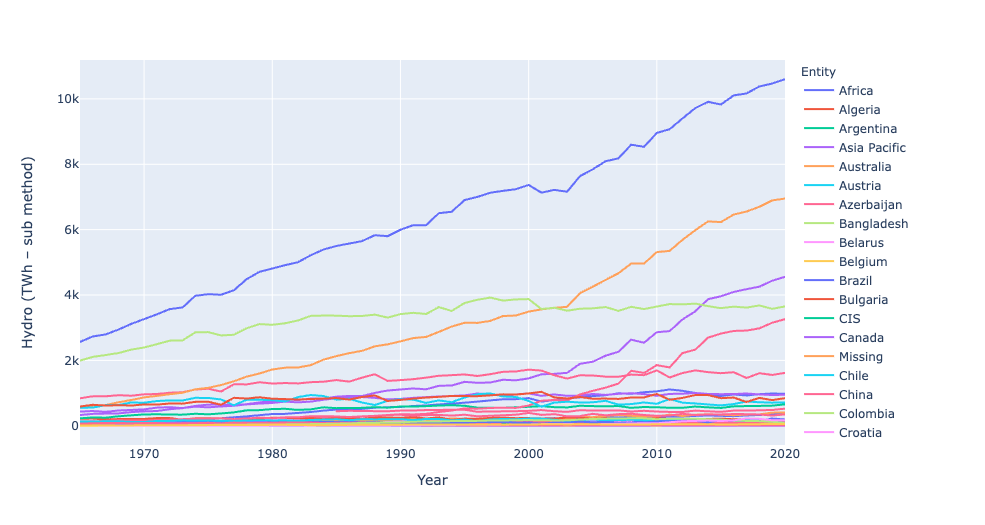 Entity
Africa
Algeria
Argentina
Asia Pacific
Australia
Austria
Azerbaijan
Bangladesh
Belarus
Belgium
Brazil
Bulgaria
CIS
Canada
Missing
Chile
China
Colombia
Croatia
10k
8k
6k
4k
2k
0
Hydro (TWh – sub method)
1970
1980
1990
2000
2010
2020
Year